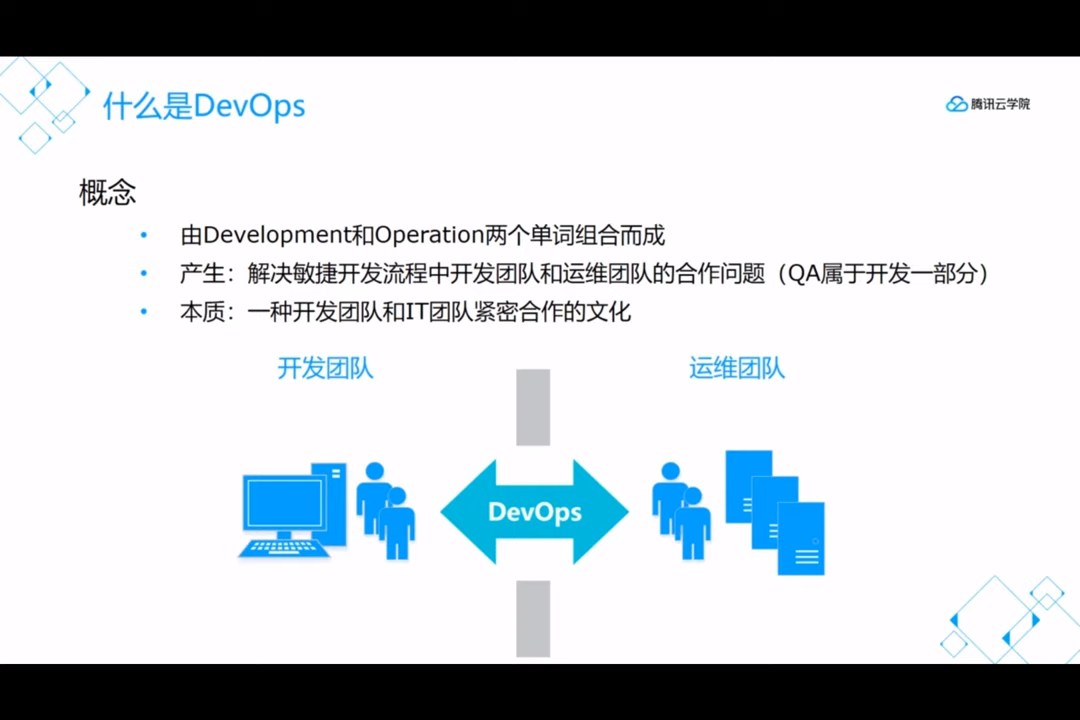 什么是DevOps
腾讯云学院
概念
• 由Development和Operation两个单词组合而成
• 产生：解决敏捷开发流程中开发团队和运维团队的合作问题（QA属于开发一部分）
• 本质：一种开发团队和IT团队紧密合作的文化
开发团队
运维团队
DevOps